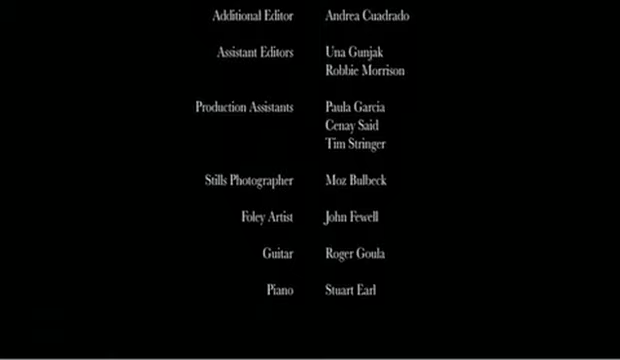 Additional Editor Andrea Cuadrado
Assistant Editors Una Gunjak
Robbie Morrison
Production Assistants Paula Garcia
Cenay Said
Tim Stringer
Stills Photographer Moz Bulbeck
Foley Artist John Fewell
Guitar Roger Goula
Piano Stuart Earl